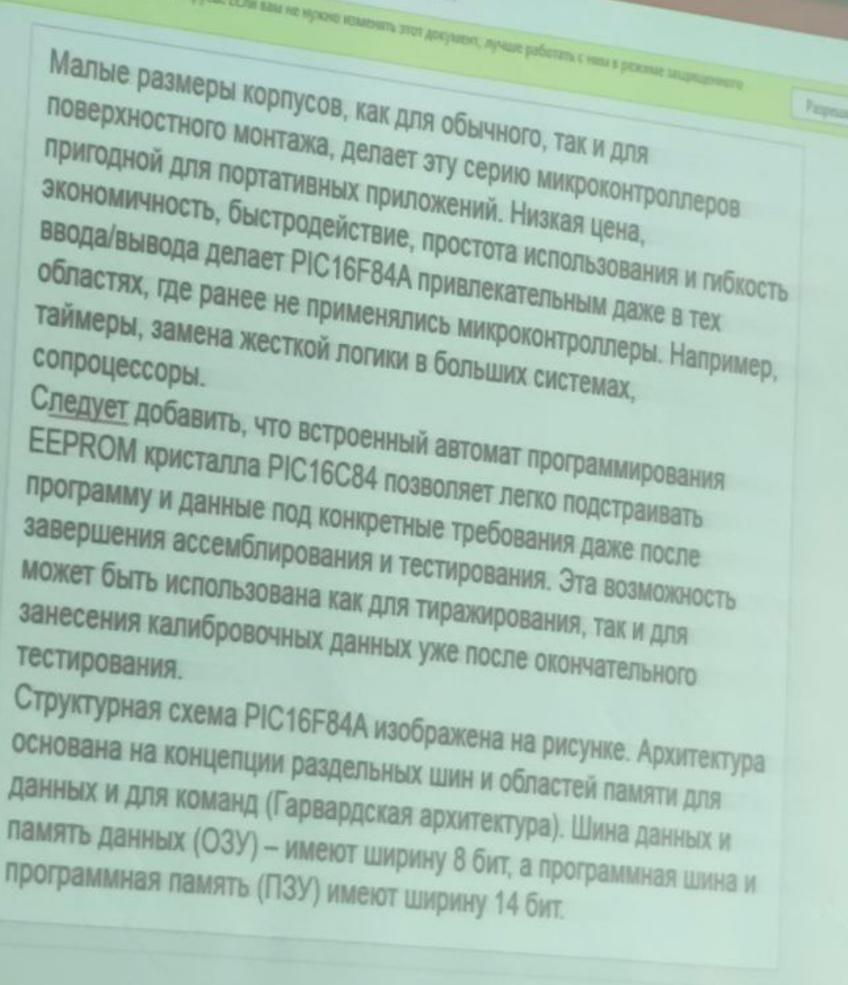 Если вам не нужно изменять этот документ, лучше работать с ним в режиме защищенного
Малые размеры корпусов, как для обычного, так и для
поверхностного монтажа, делает эту серию микроконтроллеров
пригодной для портативных приложений. Низкая цена,
экономичность, быстродействие, простота использования и гибкость
ввода/вывода делает PIC16F84A привлекательным даже в тех
областях, где ранее не применялись микроконтроллеры. Например,
таймеры, замена жесткой логики в больших системах,
сопроцессоры.
Следует добавить, что встроенный автомат программирования
EEPROM кристалла PIC16C84 позволяет легко подстраивать
программу и данные под конкретные требования даже после
завершения ассемблирования и тестирования. Эта возможность
может быть использована как для тиражирования, так и для
занесения калибровочных данных уже после окончательного
тестирования.
Структурная схема PIC16F84A изображена на рисунке. Архитектура
основана на концепции раздельных шин и областей памяти для
данных и для команд (Гарвардская архитектура). Шина данных и
память данных (ОЗУ) – имеют ширину 8 бит, а программная шина и
программная память (ПЗУ) имеют ширину 14 бит.